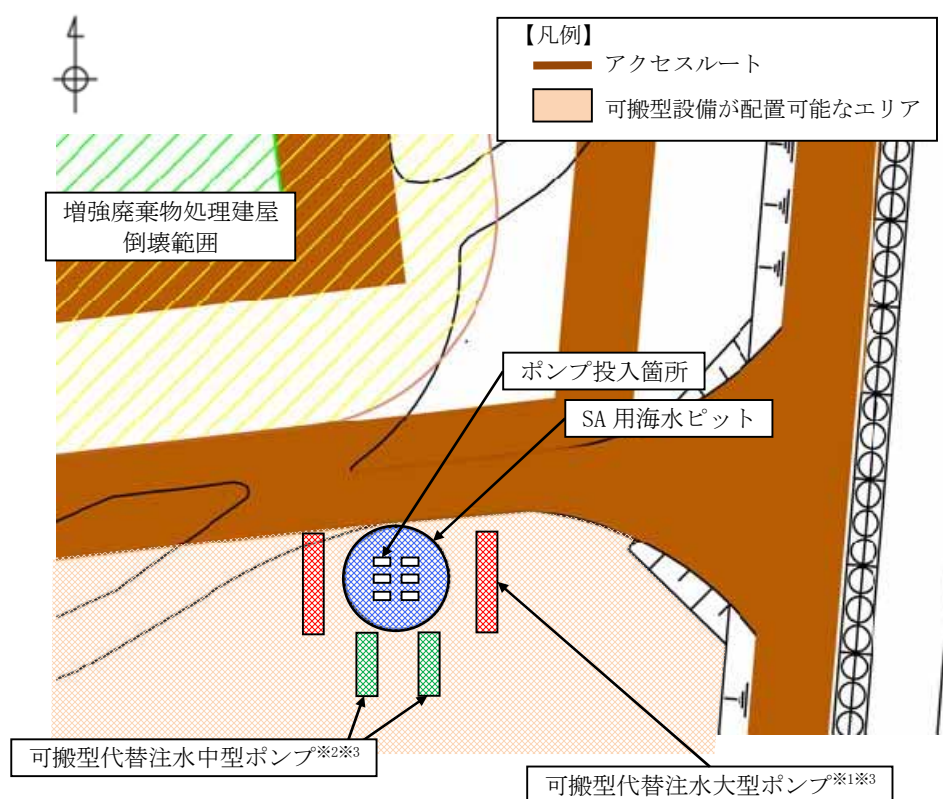 【凡例】
アクセスルート
可搬型設備が配置可能なエリア
増強廃棄物処理建屋
倒壊範囲
ポンプ投入箇所
SA用海水ピット
可搬型代替注水中型ポンプ※2※3
可搬型代替注水大型ポンプ※1※3